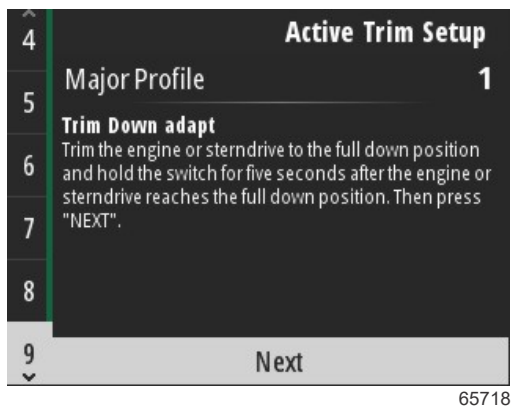 Active Trim Setup
4
Major Profile 1
5
Trim Down adapt
Trim the engine or sterndrive to the full down position
6
and hold the switch for five seconds after the engine or
sterndrive reaches the full down position. Then press
7
"NEXT".
8
9
Next
65718